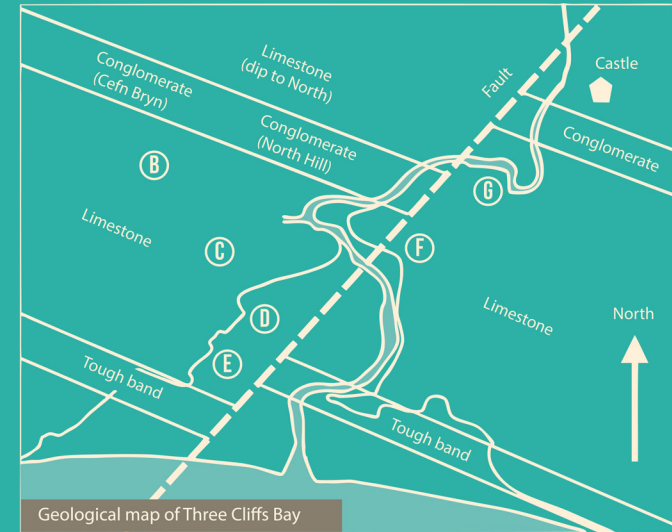 Limestone
(dip to North)
Conglomerate
(Cefn Bryn)
Fault
Castle
Conglomerate
(North Hill)
Conglomerate
B
G
Limestone
C
F
North
D
Limestone
E
Tough band
Tough band
Geological map of Three Cliffs Bay